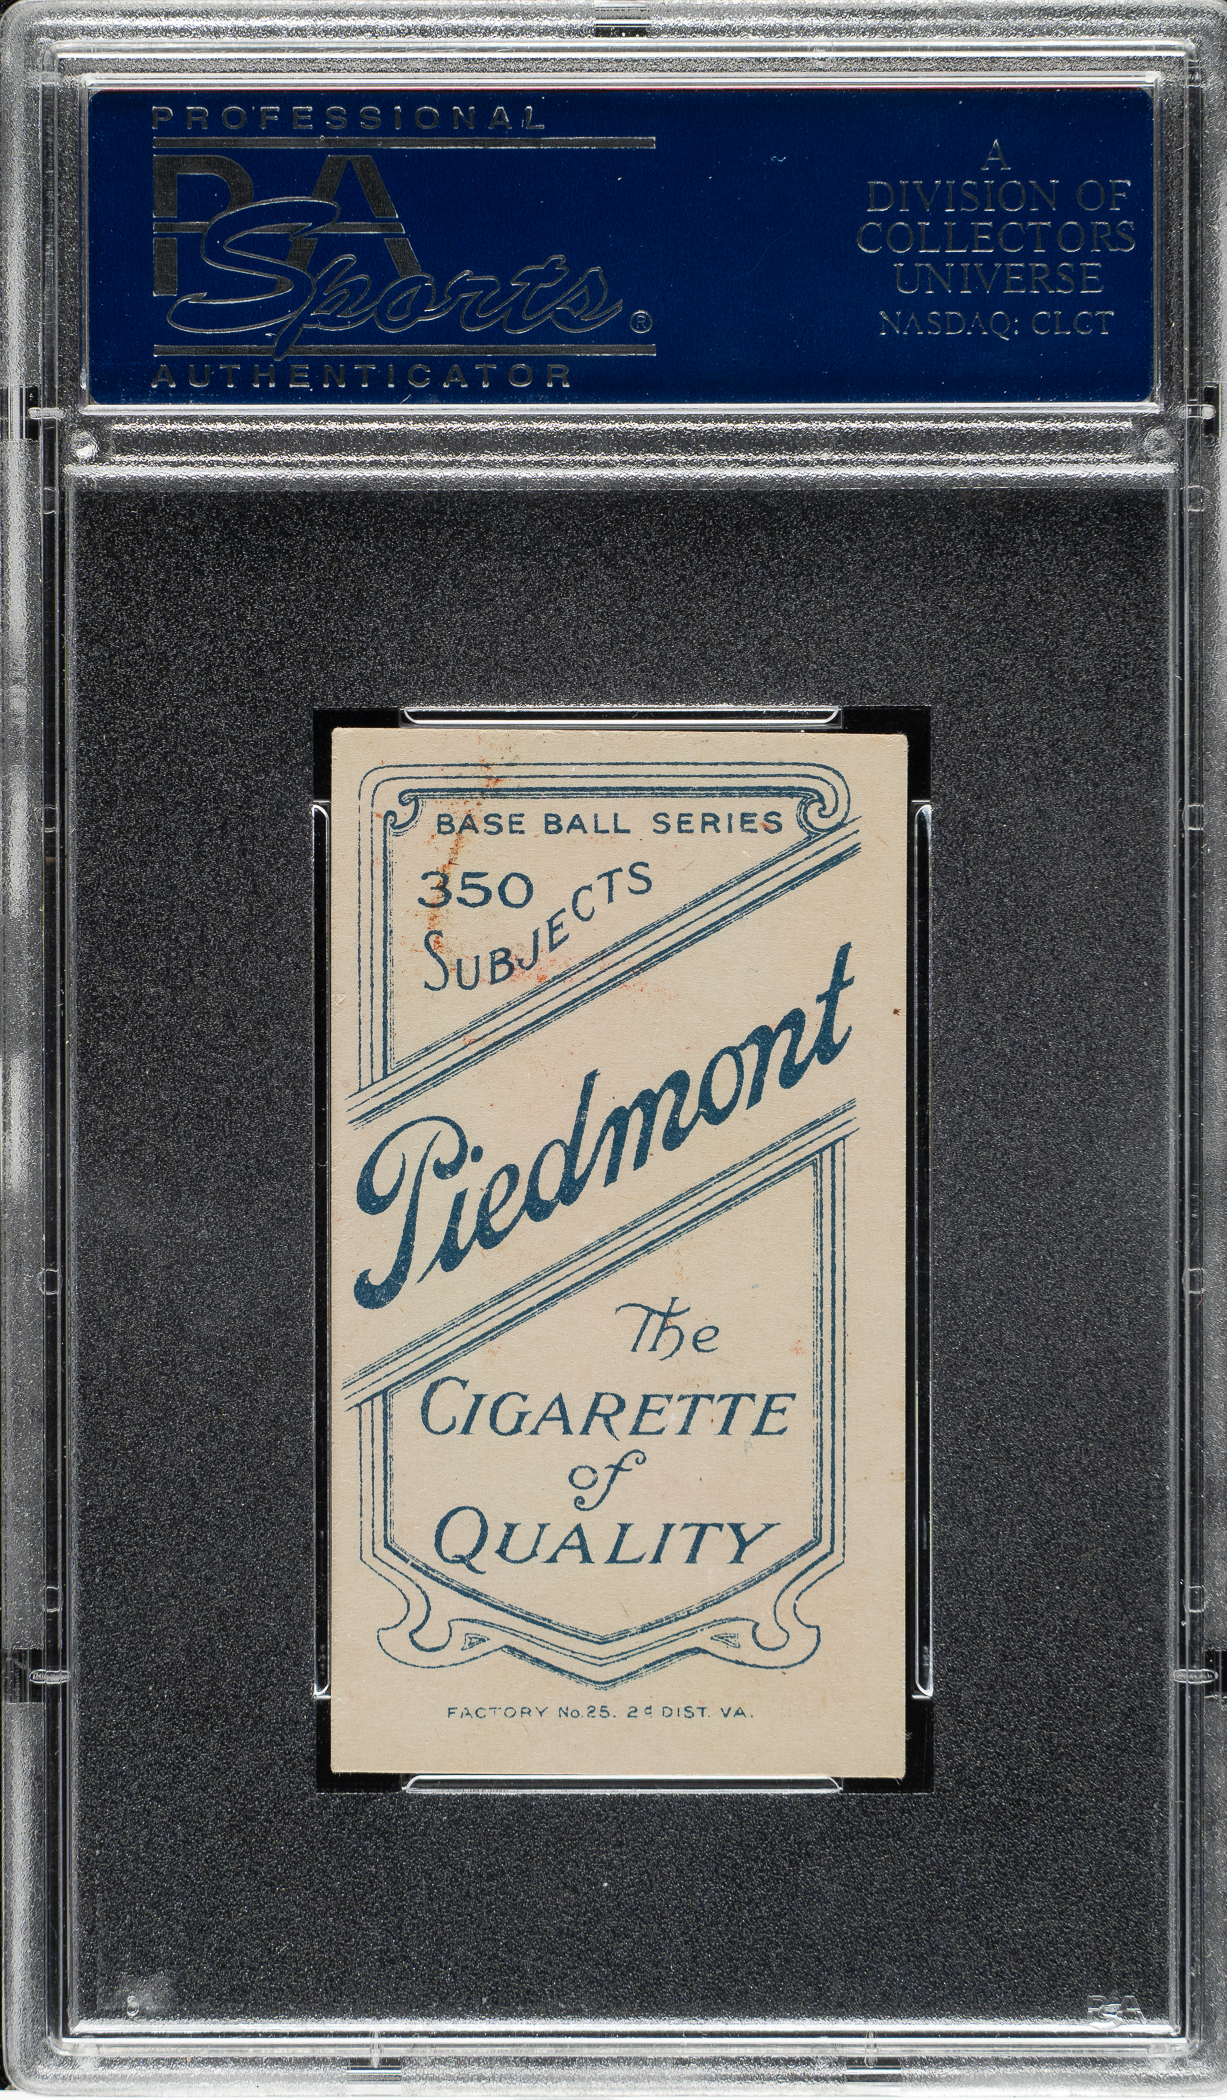 PROFESSIONAL
PSA
Sports ®
AUTHENTICATOR
A
DIVISION OF
COLLECTORS
UNIVERSE
NASDAQ: CLCT
BASE BALL SERIES
350
SUBJECTS
Piedmont
The
CIGARETTE
of
QUALITY
FACTORY No. 25. 2d DIST. VA.
PSA